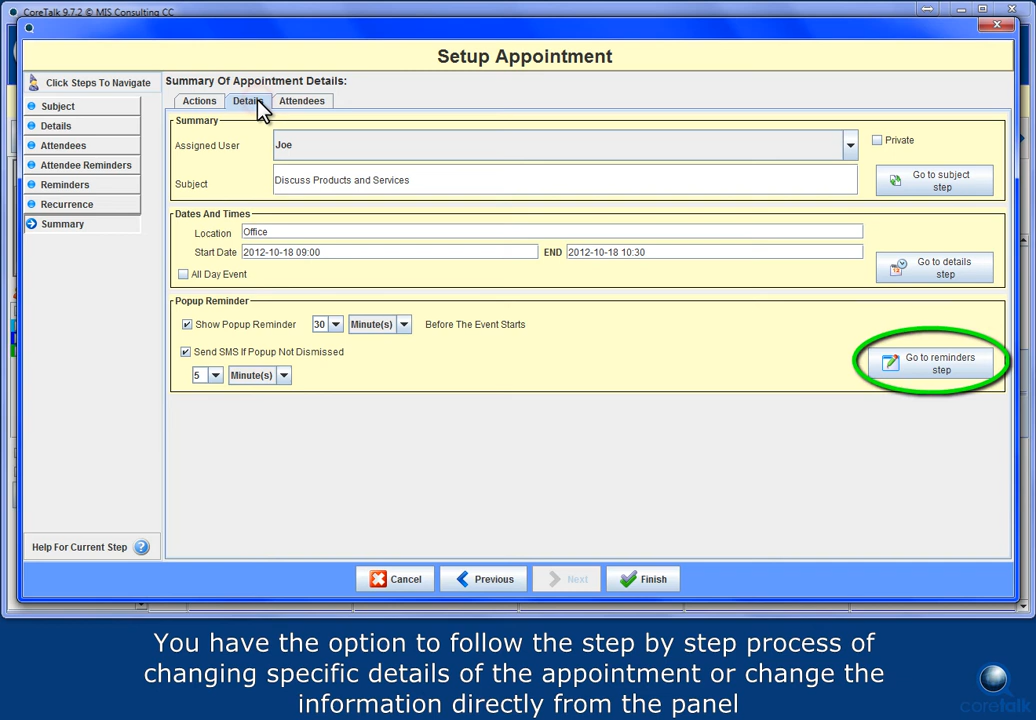 CoreTalk 9.7.2 © MIS Consulting CC
Setup Appointment
Click Steps To Navigate
Subject
Details
Attendees
Attendee Reminders
Reminders
Recurrence
Summary
Help For Current Step
Summary Of Appointment Details:
Actions Details Attendees
Summary
Assigned User Joe Private
Subject Discuss Products and Services
Go to subject
step
Dates And Times
Location Office
Start Date 2012-10-18 09:00 END 2012-10-18 10:30
All Day Event
Go to details
step
Popup Reminder
Show Popup Reminder 30 Minute(s) Before The Event Starts
Send SMS If Popup Not Dismissed
5 Minute(s)
Go to reminders
step
Cancel Previous Next Finish
You have the option to follow the step by step process of
changing specific details of the appointment or change the
information directly from the panel
coretalk